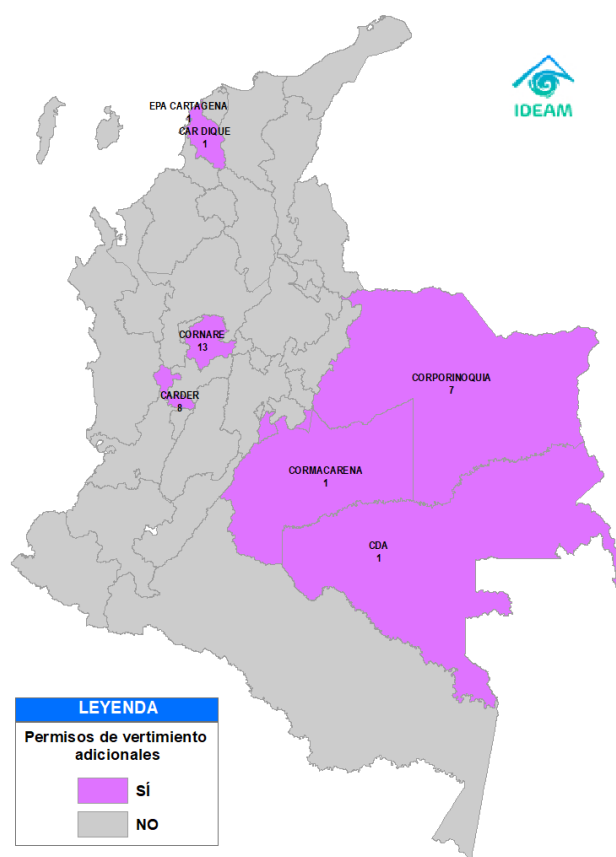 IDEAM
EPA CARTAGENA
1
CAR DIQUE
1
CORNARE
13
CARDER
8
CORPORINOQUIA
7
CORMACARENA
1
CDA
1
LEYENDA
Permisos de vertimiento
adicionales
SÍ
NO